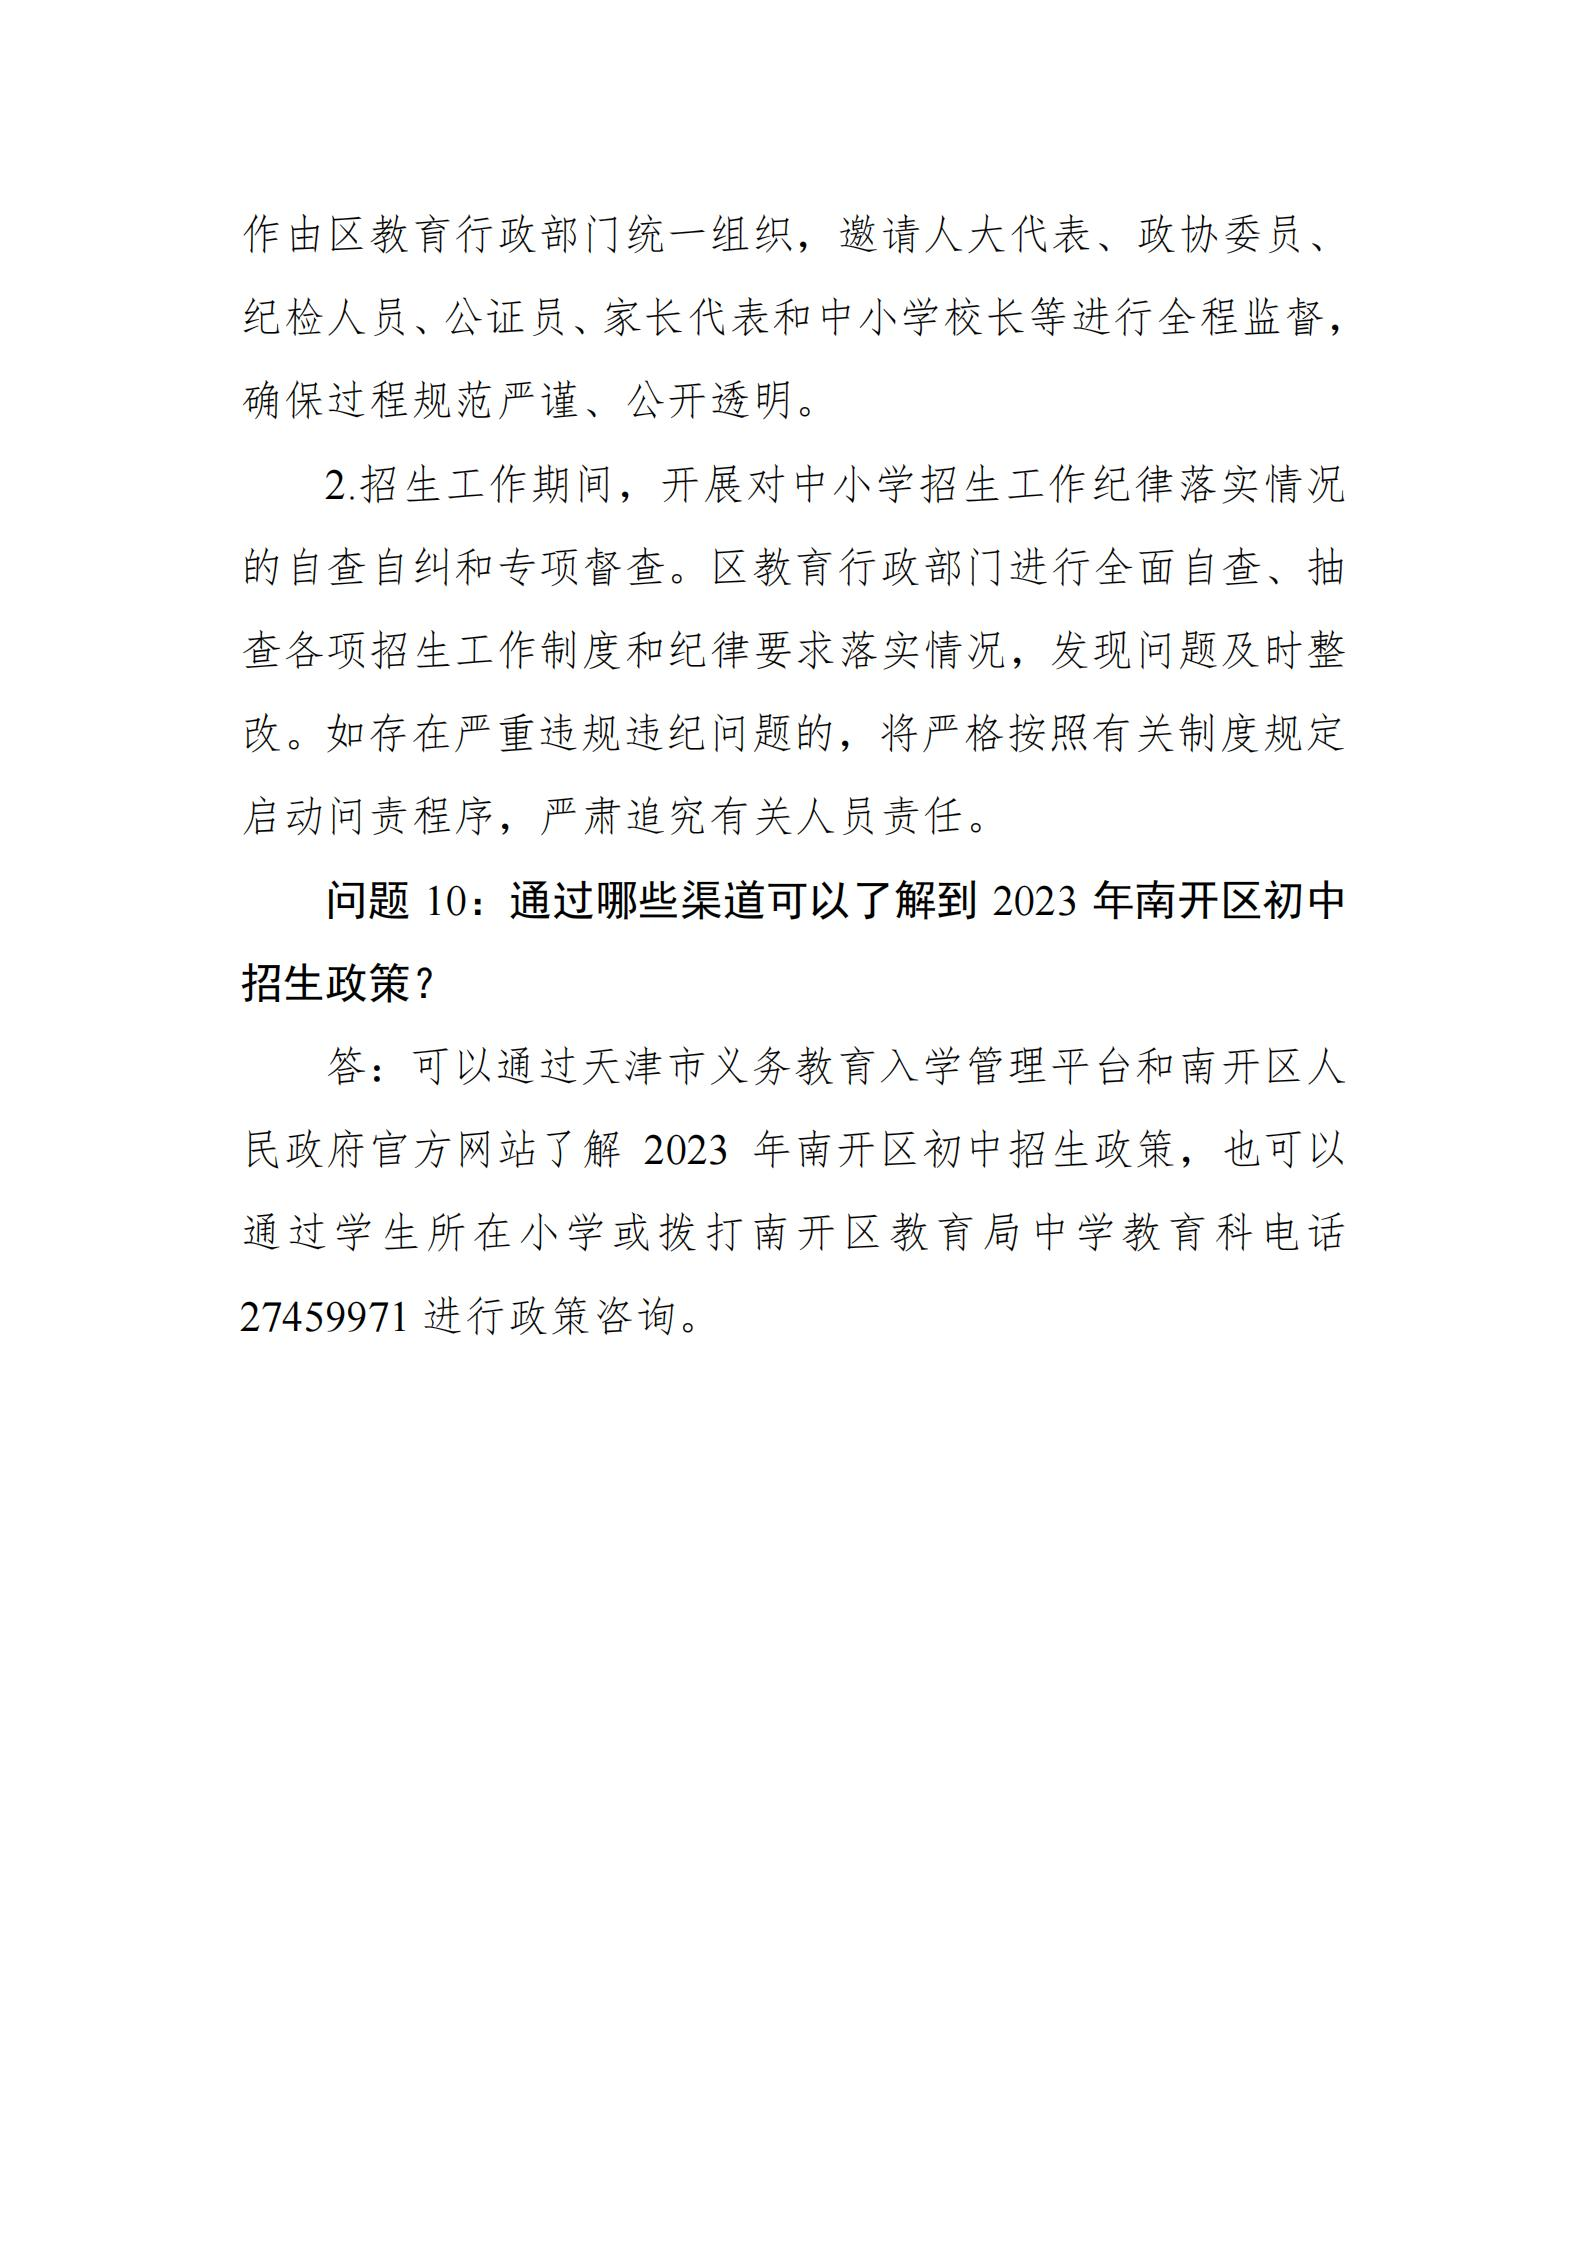 作由区教育行政部门统一组织，邀请人大代表、政协委员、
纪检人员、公证员、家长代表和中小学校长等进行全程监督，
确保过程规范严谨、公开透明。
2.招生工作期间，开展对中小学招生工作纪律落实情况
的自查自纠和专项督查。区教育行政部门进行全面自查、抽
查各项招生工作制度和纪律要求落实情况，发现问题及时整
改。如存在严重违规违纪问题的，将严格按照有关制度规定
启动问责程序，严肃追究有关人员责任。
问题 10：通过哪些渠道可以了解到 2023 年南开区初中
招生政策？
答：可以通过天津市义务教育入学管理平台和南开区人
民政府官方网站了解 2023 年南开区初中招生政策，也可以
通过学生所在小学或拨打南开区教育局中学教育科电话
27459971 进行政策咨询。